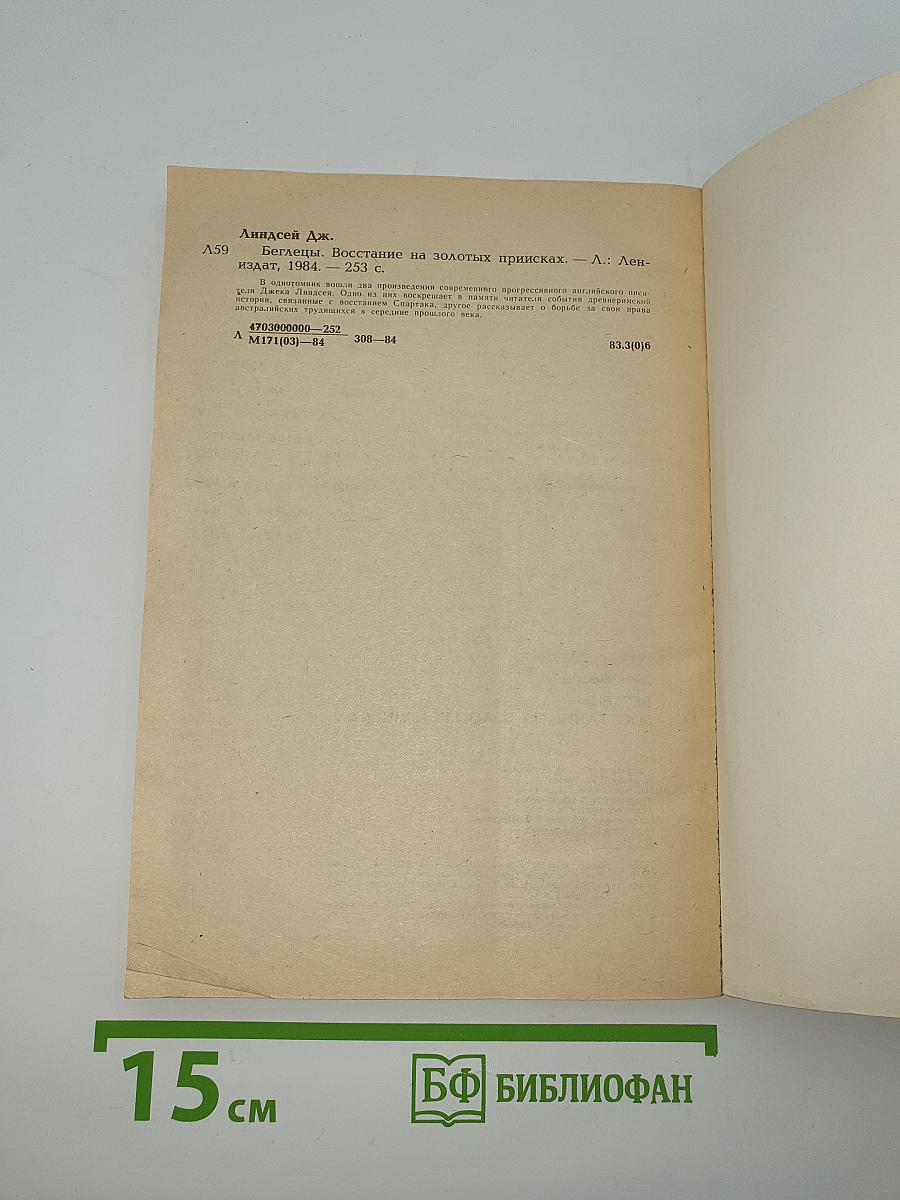 Линдсей Дж.
Л59 Беглецы. Восстание на золотых приисках. — Л.: Лен-
издат, 1984. — 253 с.
В однотомник вошли два произведения современного прогрессивного английского писа-
теля Джека Линдсея. Одно из них воскрешает в памяти читателя события древнеримской
истории, связанные с восстанием Спартака, другое рассказывает о борьбе за свои права
австралийских трудящихся в середине прошлого века.
Л 4703000000—252
М171(03)—84 308—84 83.3(0)6
15 см
БФ БИБЛИОФАН